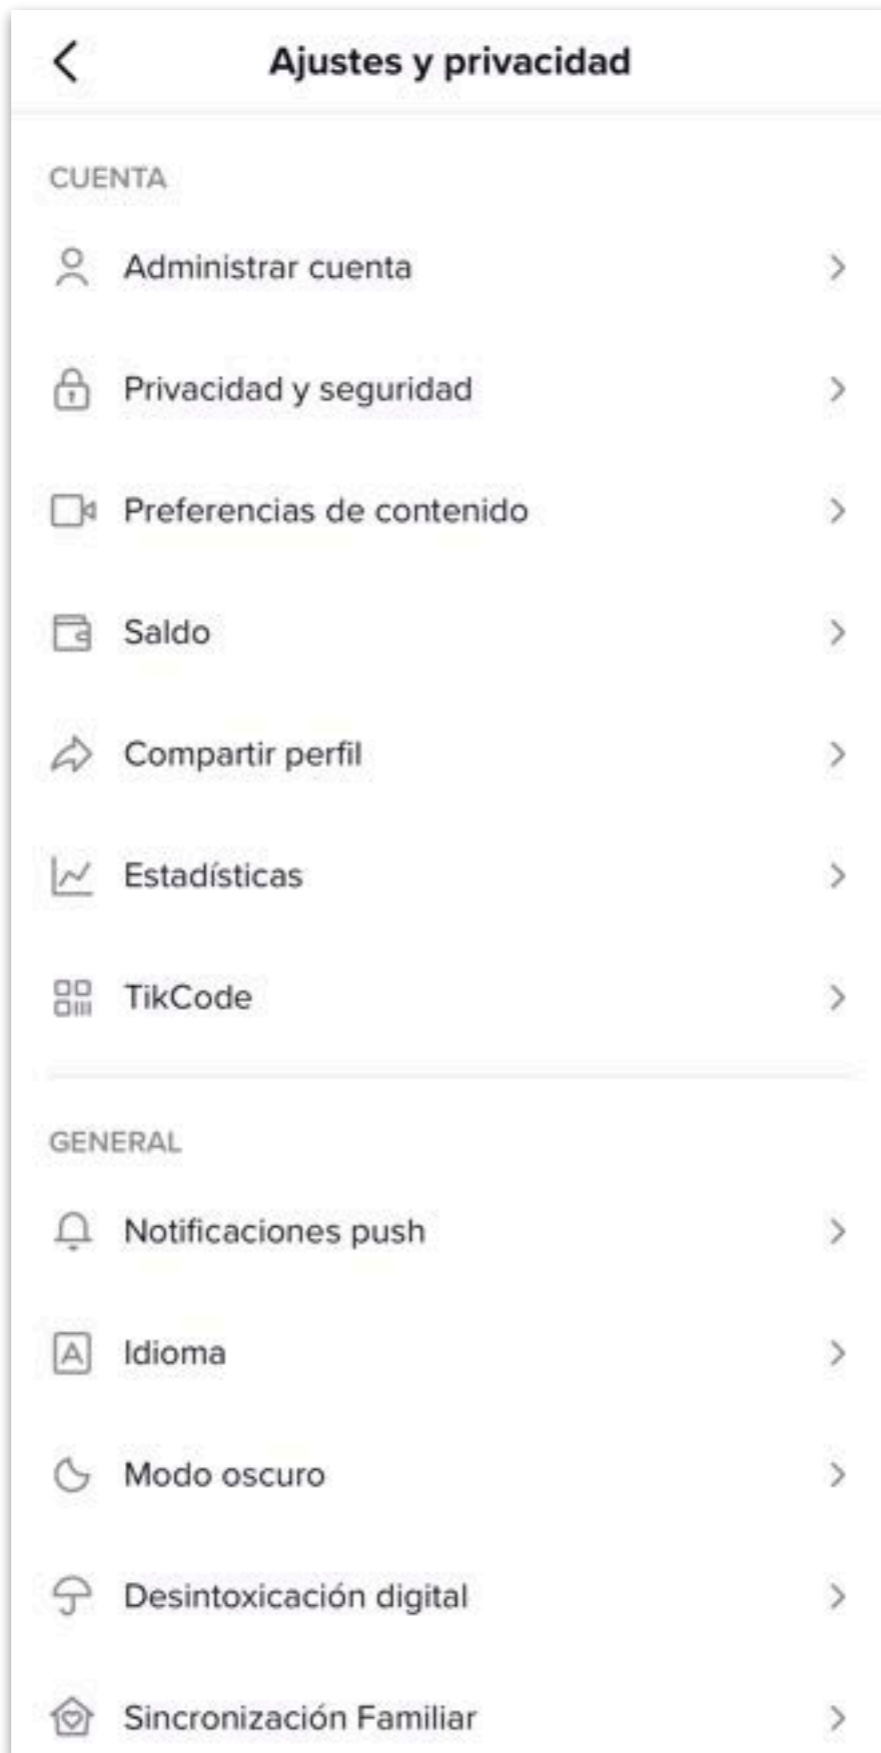 Ajustes y privacidad
CUENTA
Administrar cuenta
Privacidad y seguridad
Preferencias de contenido
Saldo
Compartir perfil
Estadísticas
TikCode
GENERAL
Notificaciones push
A Idioma
Modo oscuro
Desintoxicación digital
Sincronización Familiar